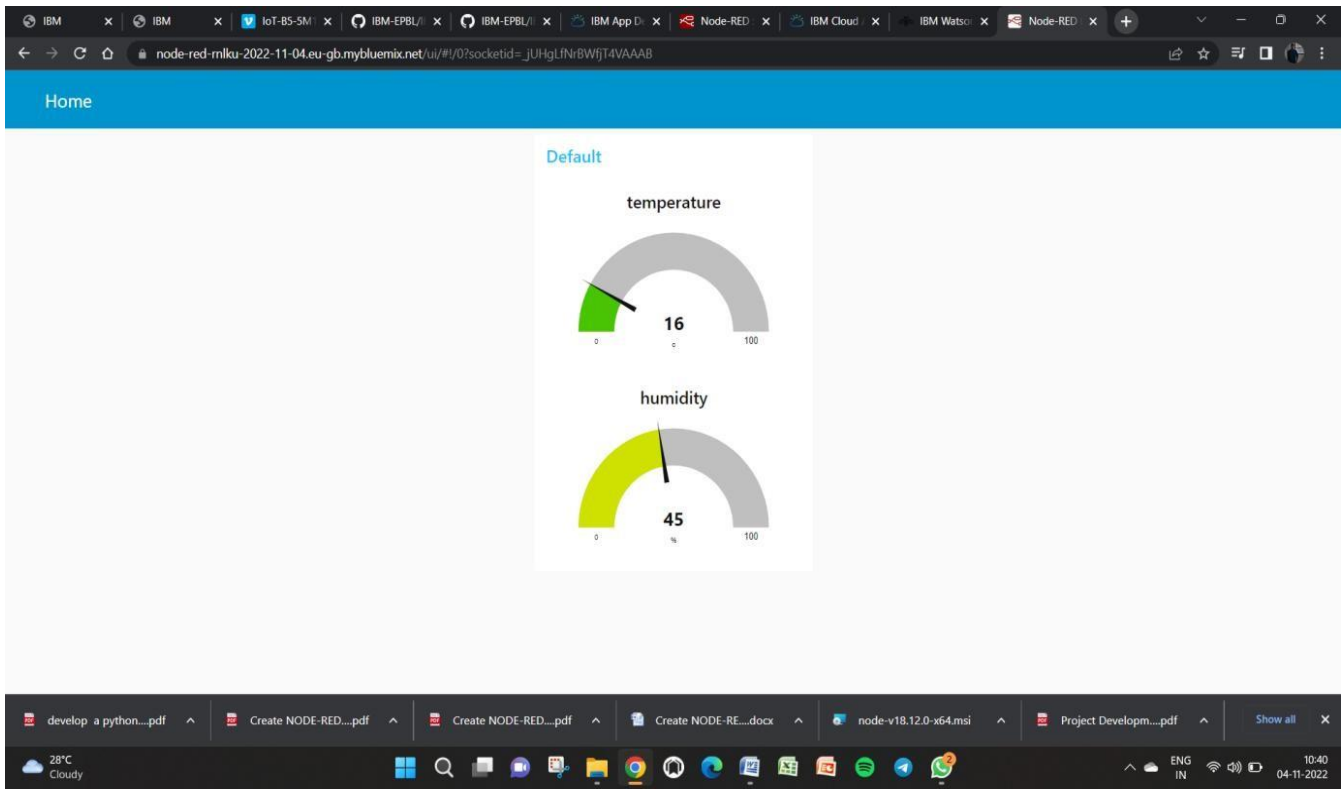 IBM
IBM
IoT-B5-5M1
IBM-EPBL/I
IBM-EPBL/I
IBM App De
Node-RED :
IBM Cloud /
IBM Watso
Node-RED
node-red-rnlku-2022-11-04.eu-gb.mybluemix.net/ui/#!/0?socketid=_jUHgLfNrBWfjT4VAAAB
Home
Default
temperature
16
0
c
100
humidity
45
0
%
100
develop a python....pdf
Create NODE-RED....pdf
Create NODE-RED....pdf
Create NODE-RE....docx
node-v18.12.0-x64.msi
Project Developm....pdf
Show all
28°C
Cloudy
2
ENG
IN
10:40
04-11-2022